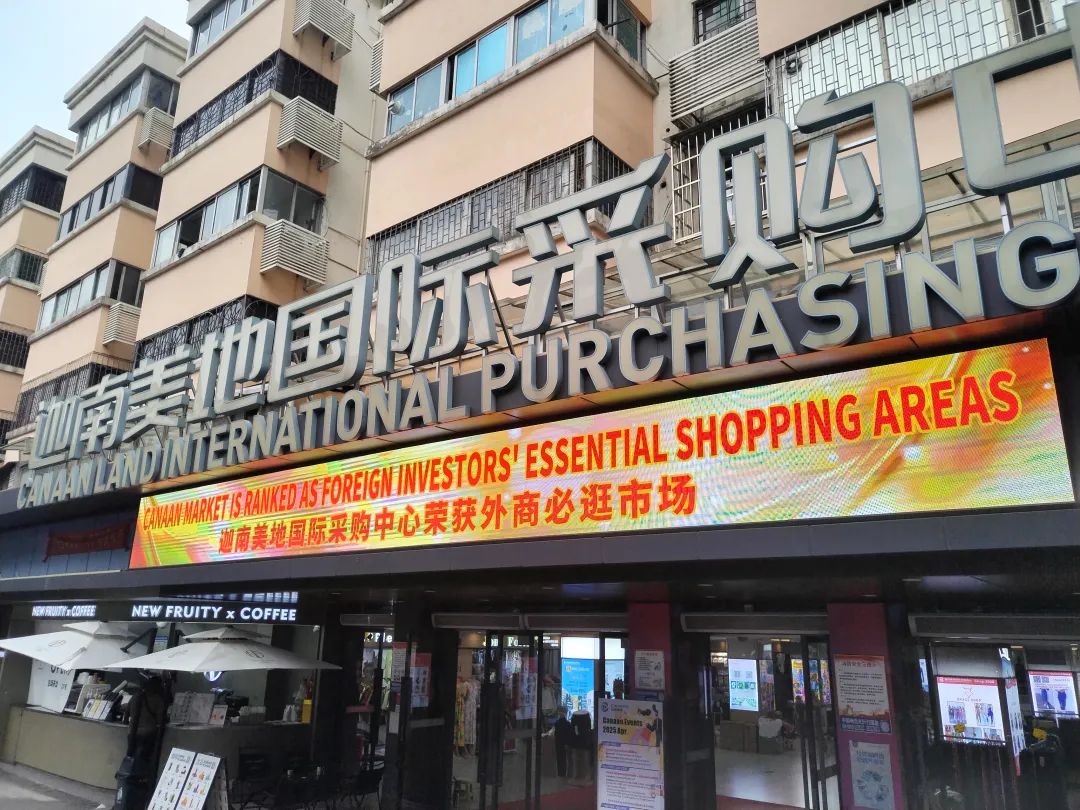 迦南美地国际采购中
CANAAN LAND INTERNATIONAL PURCHASING
CANAAN MARKET IS RANKED AS FOREIGN INVESTORS' ESSENTIAL SHOPPING AREAS
迦南美地国际采购中心荣获外商必逛市场
NEW FRUITY x COFFEE
NEW FRUITY x COFFEE
Canaan Events
2025 Apr.